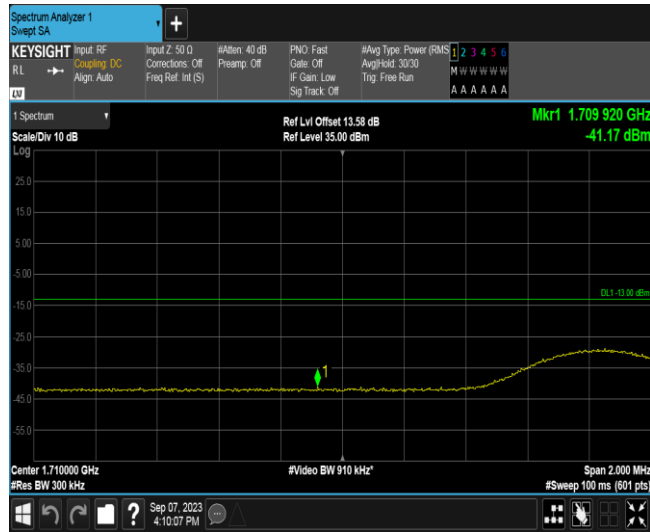 Spectrum Analyzer 1
Swept SA
+
KEYSIGHT
RL
LXI
Input: RF
Coupling: DC
Align: Auto
Input Z: 50 Ω
Corrections: Off
Freq Ref: Int (S)
#Atten: 40 dB
Preamp: Off
PNO: Fast
Gate: Off
IF Gain: Low
Sig Track: Off
#Avg Type: Power (RMS
Avg|Hold: 30/30
Trig: Free Run
1 2 3 4 5 6
M W W W W W
A A A A A A
1 Spectrum
Scale/Div 10 dB
Log
Ref Lvl Offset 13.58 dB
Ref Level 35.00 dBm
Mkr1 1.709 920 GHz
-41.17 dBm
25.0
15.0
5.00
-5.00
DL1 -13.00 dBm
-15.0
-25.0
-35.0
1
-45.0
-55.0
Center 1.710000 GHz
#Res BW 300 kHz
#Video BW 910 kHz*
Span 2.000 MHz
#Sweep 100 ms (601 pts)
?
Sep 07, 2023
4:10:07 PM